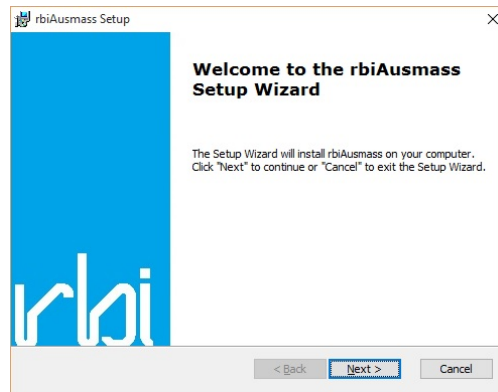 rbiAusmass Setup
Welcome to the rbiAusmass
Setup Wizard
The Setup Wizard will install rbiAusmass on your computer.
Click "Next" to continue or "Cancel" to exit the Setup Wizard.
rbi
< Back Next > Cancel